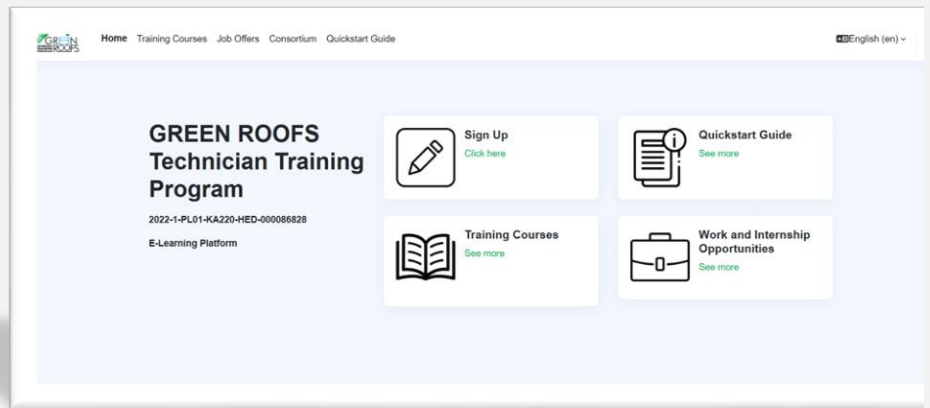 GREEN
ROOFS
Home Training Courses Job Offers Consortium Quickstart Guide
English (en)
GREEN ROOFS
Technician Training
Program
2022-1-PL01-KA220-HED-000086828
E-Learning Platform
Sign Up
Click here
Quickstart Guide
See more
Training Courses
See more
Work and Internship
Opportunities
See more